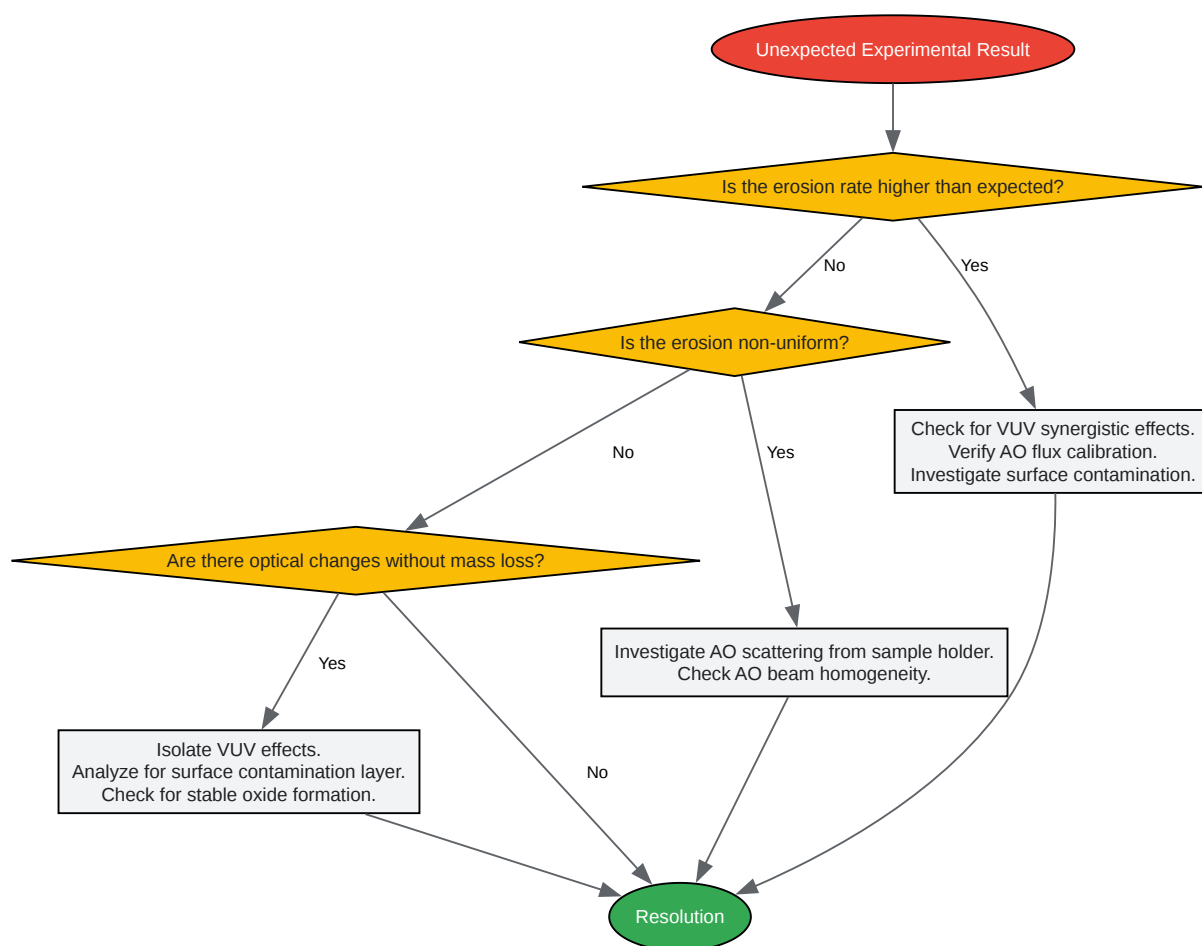 Unexpected Experimental Result
Is the erosion rate higher than expected?
No
Yes
Is the erosion non-uniform?
Check for VUV synergistic effects.
Verify AO flux calibration.
Investigate surface contamination.
No
Yes
Are there optical changes without mass loss?
Investigate AO scattering from sample holder.
Check AO beam homogeneity.
Yes
Isolate VUV effects.
Analyze for surface contamination layer.
Check for stable oxide formation.
No
Resolution